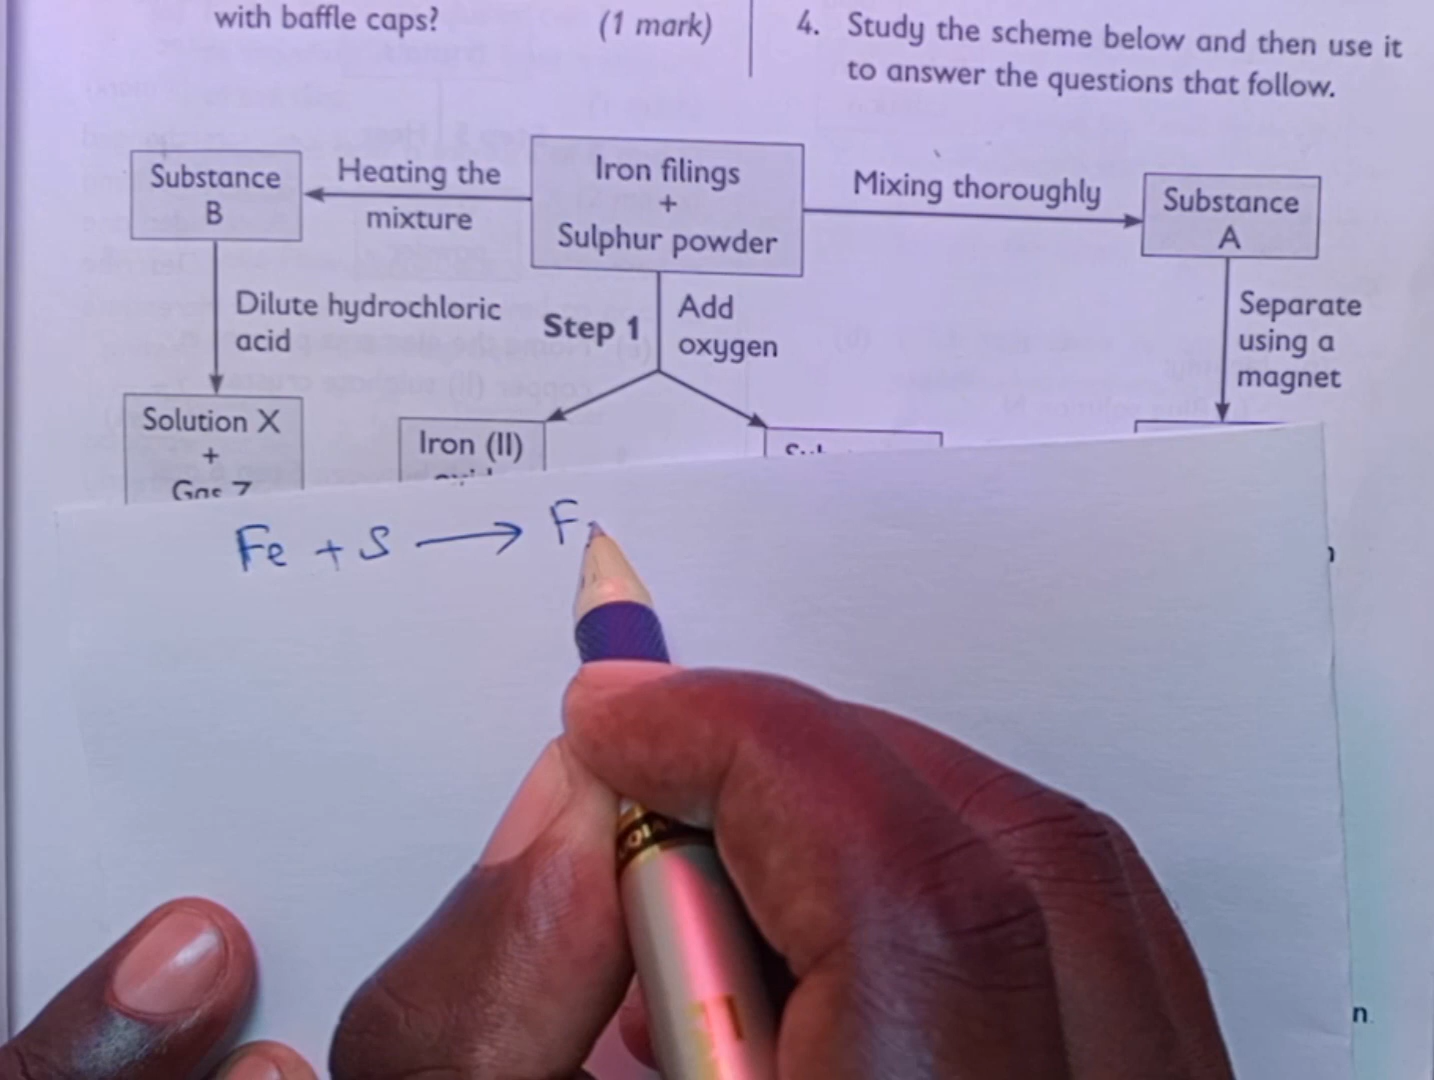 with baffle caps? (1 mark)
4. Study the scheme below and then use it
to answer the questions that follow.
Substance
B
Heating the
mixture
Iron filings
+
Sulphur powder
Mixing thoroughly
Substance
A
Dilute hydrochloric
acid
Step 1
Add
oxygen
Separate
using a
magnet
Solution X
+
Gas Z
Iron (II)
Fe + S → F
n